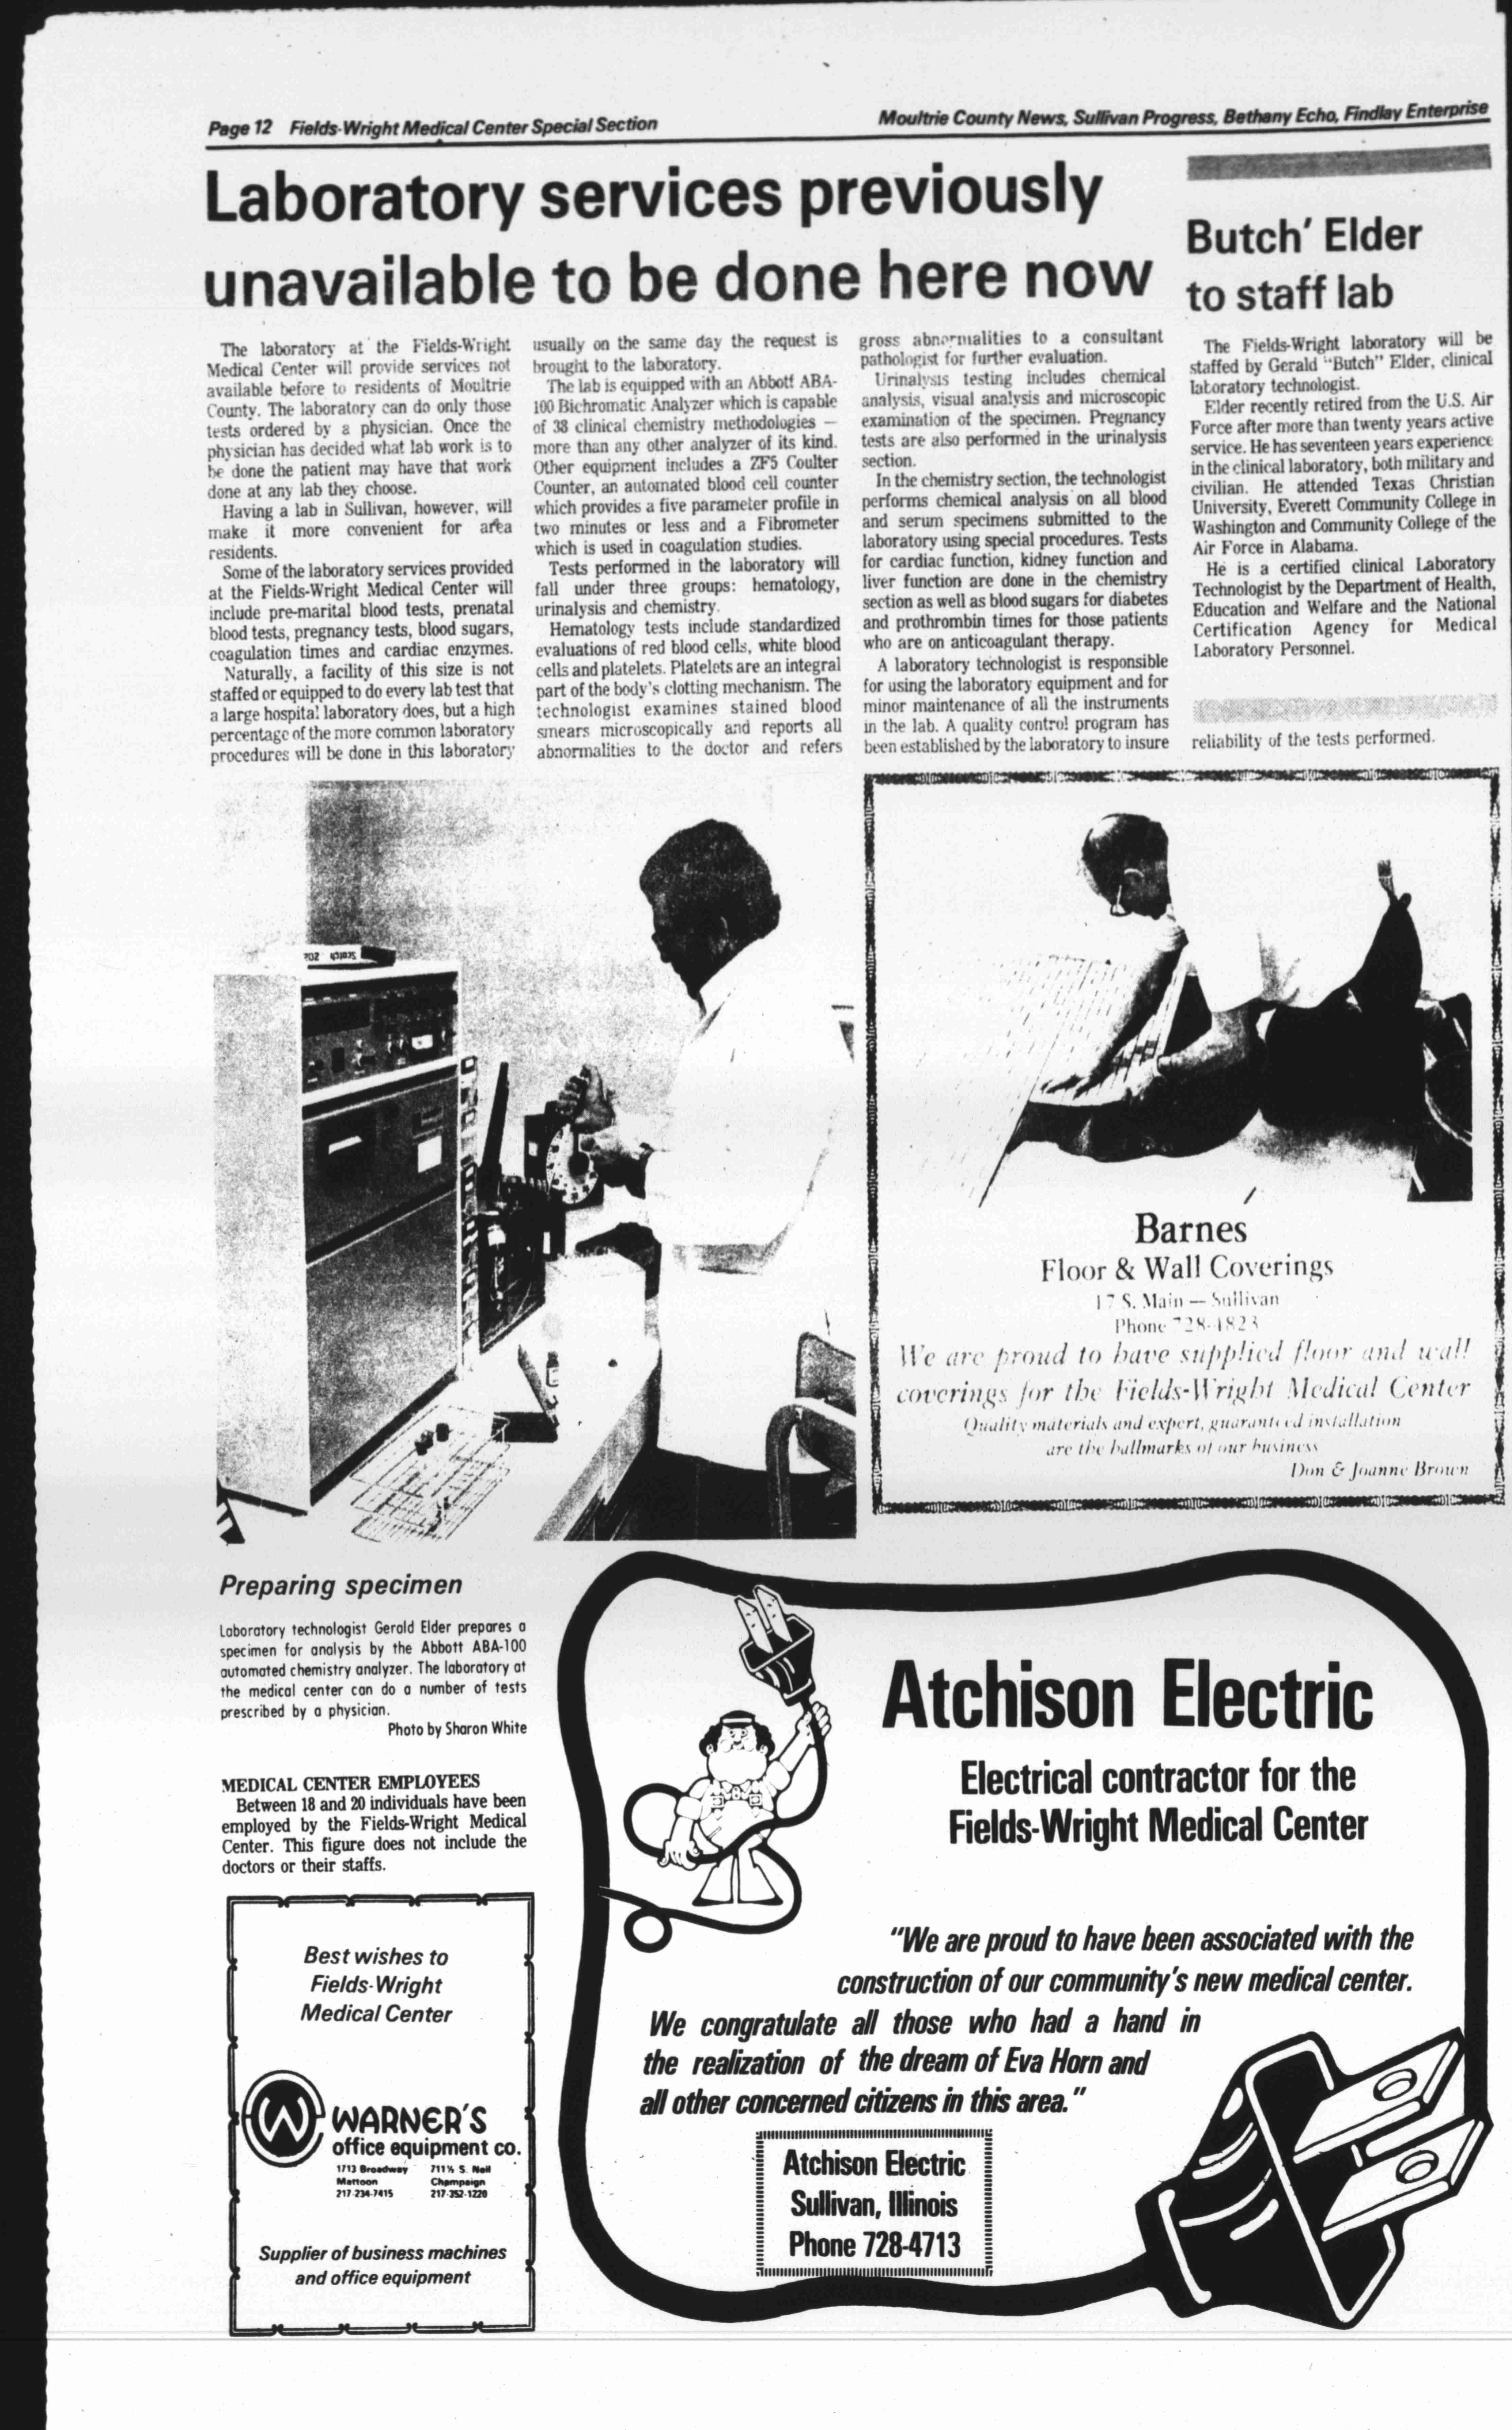 Page 12 Fields-Wright Medical Center Special Section
Moultrie County News, Sullivan Progress, Bethany Echo, Findlay Enterprise
Laboratory services previously
unavailable to be done here now
The laboratory at the Fields-Wright
Medical Center will provide services not
available before to residents of Moultrie
County. The laboratory can do only those
tests ordered by a physician. Once the
physician has decided what lab work is to
be done the patient may have that work
done at any lab they choose.
Having a lab in Sullivan, however, will
make it more convenient for area
residents.
Some of the laboratory services provided
at the Fields-Wright Medical Center will
include pre-marital blood tests, prenatal
blood tests, pregnancy tests, blood sugars,
coagulation times and cardiac enzymes.
Naturally, a facility of this size is not
staffed or equipped to do every lab test that
a large hospital laboratory does, but a high
percentage of the more common laboratory
procedures will be done in this laboratory
usually on the same day the request is
brought to the laboratory.
The lab is equipped with an Abbott ABA-
100 Bichromatic Analyzer which is capable
of 38 clinical chemistry methodologies —
more than any other analyzer of its kind.
Other equipment includes a ZF5 Coulter
Counter, an automated blood cell counter
which provides a five parameter profile in
two minutes or less and a Fibrometer
which is used in coagulation studies.
Tests performed in the laboratory will
fall under three groups: hematology,
urinalysis and chemistry.
Hematology tests include standardized
evaluations of red blood cells, white blood
cells and platelets. Platelets are an integral
part of the body's clotting mechanism. The
technologist examines stained blood
smears microscopically and reports all
abnormalities to the doctor and refers
gross abnormalities to a consultant
pathologist for further evaluation.
Urinalysis testing includes chemical
analysis, visual analysis and microscopic
examination of the specimen. Pregnancy
tests are also performed in the urinalysis
section.
In the chemistry section, the technologist
performs chemical analysis on all blood
and serum specimens submitted to the
laboratory using special procedures. Tests
for cardiac function, kidney function and
liver function are done in the chemistry
section as well as blood sugars for diabetes
and prothrombin times for those patients
who are on anticoagulant therapy.
A laboratory technologist is responsible
for using the laboratory equipment and for
minor maintenance of all the instruments
in the lab. A quality control program has
been established by the laboratory to insure
reliability of the tests performed.
Butch' Elder
to staff lab
The Fields-Wright laboratory will be
staffed by Gerald "Butch" Elder, clinical
laboratory technologist.
Elder recently retired from the U.S. Air
Force after more than twenty years active
service. He has seventeen years experience
in the clinical laboratory, both military and
civilian. He attended Texas Christian
University, Everett Community College in
Washington and Community College of the
Air Force in Alabama.
He is a certified clinical Laboratory
Technologist by the Department of Health,
Education and Welfare and the National
Certification Agency for Medical
Laboratory Personnel.
Scotch 202
Preparing specimen
Laboratory technologist Gerald Elder prepares a
specimen for analysis by the Abbott ABA-100
automated chemistry analyzer. The laboratory at
the medical center can do a number of tests
prescribed by a physician.
Photo by Sharon White
MEDICAL CENTER EMPLOYEES
Between 18 and 20 individuals have been
employed by the Fields-Wright Medical
Center. This figure does not include the
doctors or their staffs.
Barnes
Floor & Wall Coverings
17 S. Main — Sullivan
Phone 728-4823
We are proud to have supplied floor and wall
coverings for the Fields-Wright Medical Center
Quality materials and expert, guaranteed installation
are the hallmarks of our business
Don & Joanne Brown
Best wishes to
Fields-Wright
Medical Center
W WARNER'S
office equipment co.
1713 Broadway 711½ S. Neil
Mattoon Champaign
217-234-7415 217-352-1220
Supplier of business machines
and office equipment
Atchison Electric
Electrical contractor for the
Fields-Wright Medical Center
"We are proud to have been associated with the
construction of our community's new medical center.
We congratulate all those who had a hand in
the realization of the dream of Eva Horn and
all other concerned citizens in this area."
Atchison Electric
Sullivan, Illinois
Phone 728-4713